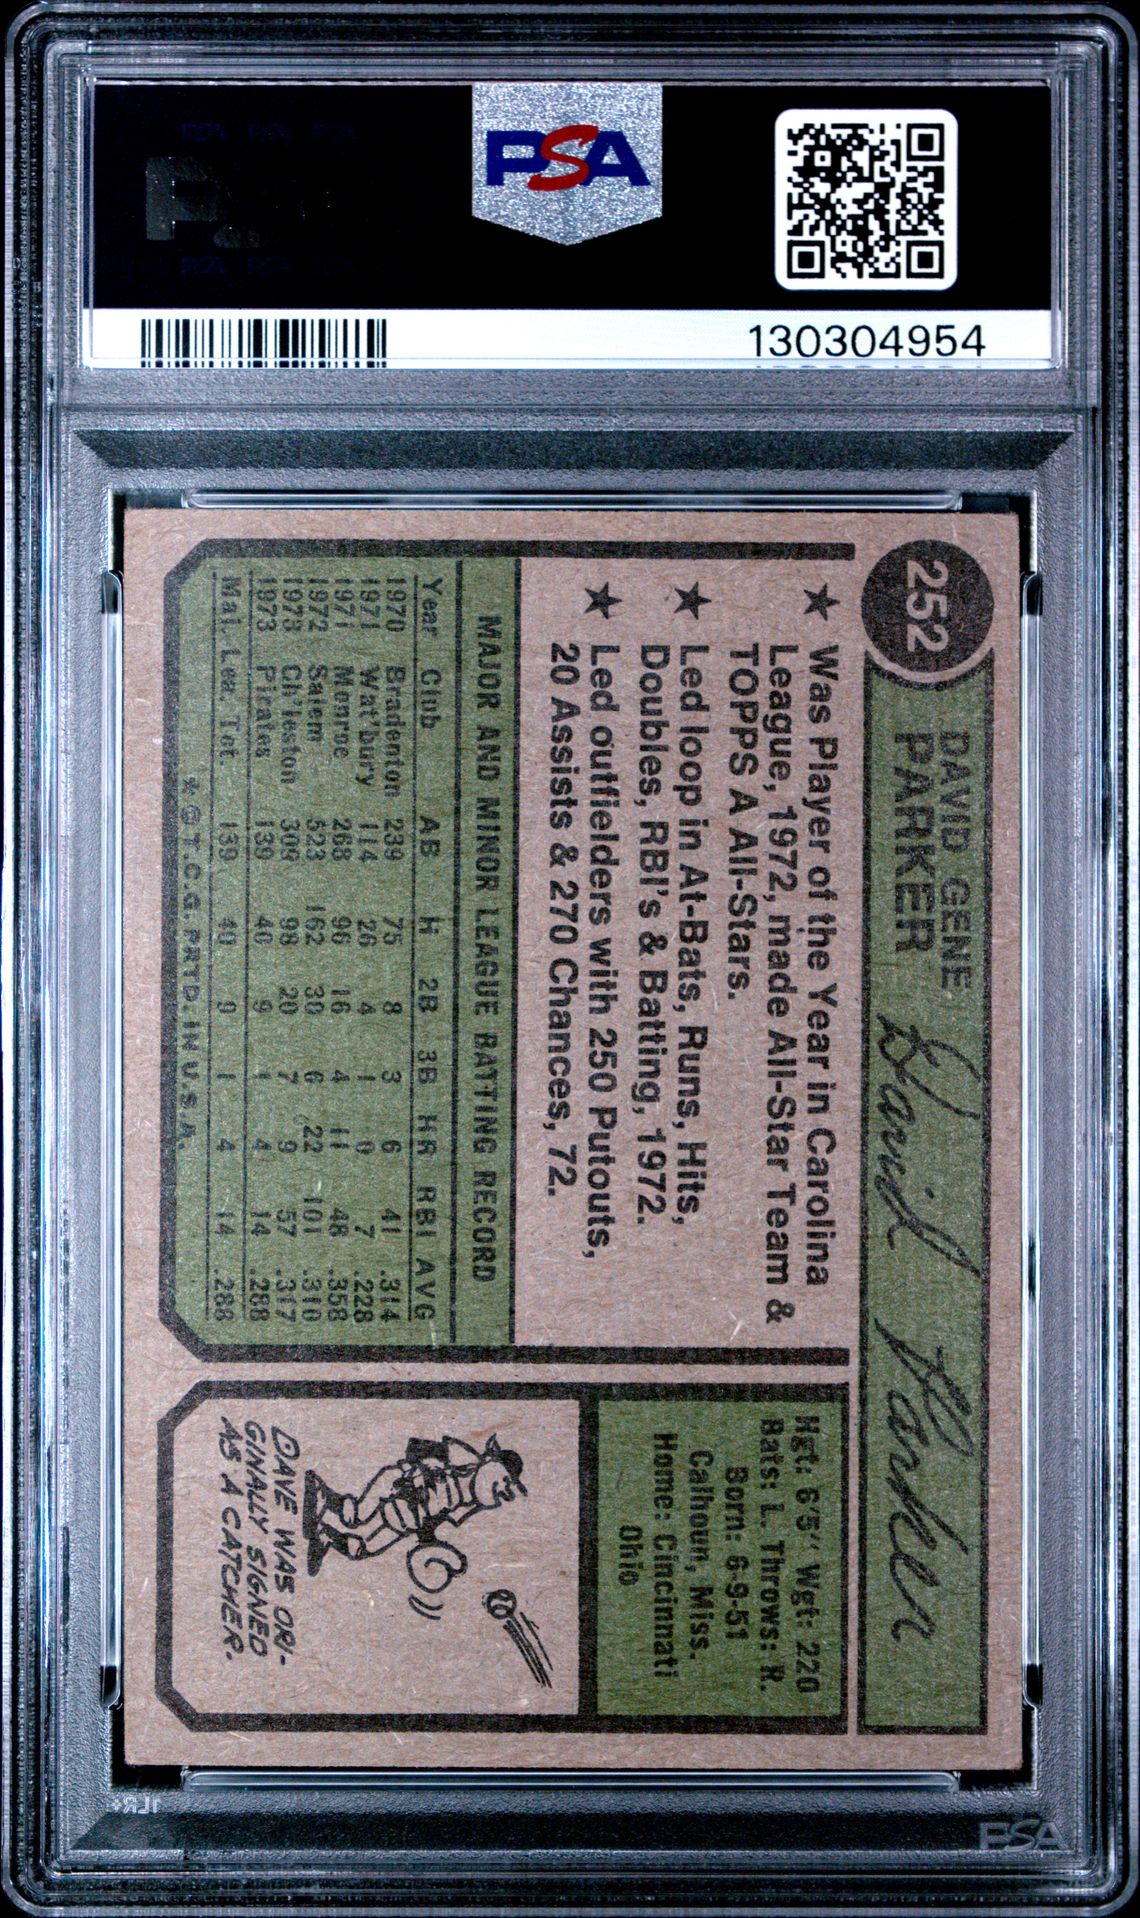 PSA
130304954
252
DAVID GENE
PARKER
David Parker
★ Was Player of the Year in Carolina
League, 1972, made All-Star Team &
TOPPS A All-Stars.
★ Led loop in At-Bats, Runs, Hits,
Doubles, RBI's & Batting, 1972.
★ Led outfielders with 250 Putouts,
20 Assists & 270 Chances, 72.
MAJOR AND MINOR LEAGUE BATTING RECORD
Year Club AB H 2B 3B HR RBI AVG
1970 Bradenton 239 75 8 3 6 41 .314
1971 Wat'bury 114 26 4 1 0 7 .228
1971 Monroe 268 96 16 4 11 48 .358
1972 Salem 523 162 30 6 22 101 .310
1973 Ch'leston 309 98 20 7 9 57 .317
1973 Pirates 139 40 9 1 4 14 .288
Maj. Lea. Tot. 139 40 9 1 4 14 .288
★ © T.C.G. PRTD. IN U.S.A.
Hgt: 6'5" Wgt: 220
Bats: L. Throws: R.
Born: 6-9-51
Calhoun, Miss.
Home: Cincinnati
Ohio
DAVE WAS ORI-
GINALLY SIGNED
AS A CATCHER.
PSA